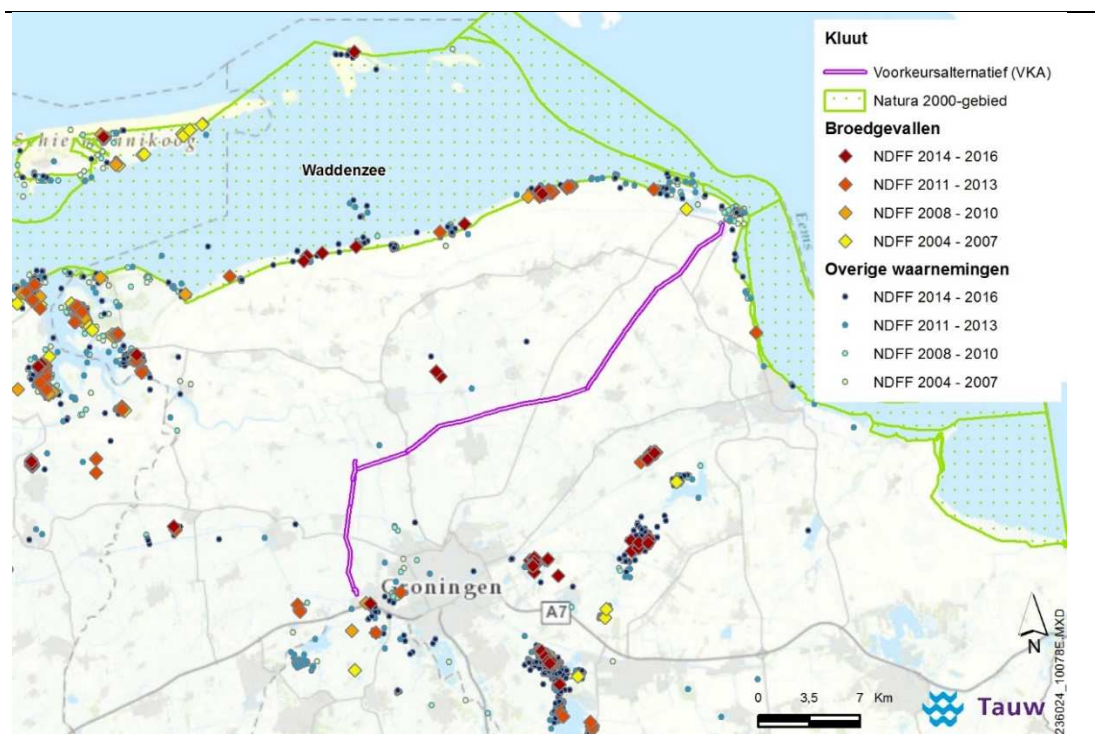 Kluut
Voorkeursalternatief (VKA)
Natura 2000-gebied
Broedgevallen
NDFF 2014 - 2016
NDFF 2011 - 2013
NDFF 2008 - 2010
NDFF 2004 - 2007
Overige waarnemingen
NDFF 2014 - 2016
NDFF 2011 - 2013
NDFF 2008 - 2010
NDFF 2004 - 2007
Waddenzee
Eems
Groningen
A7
N
0 3,5 7 Km
Tauw
236024_100785E.MXD